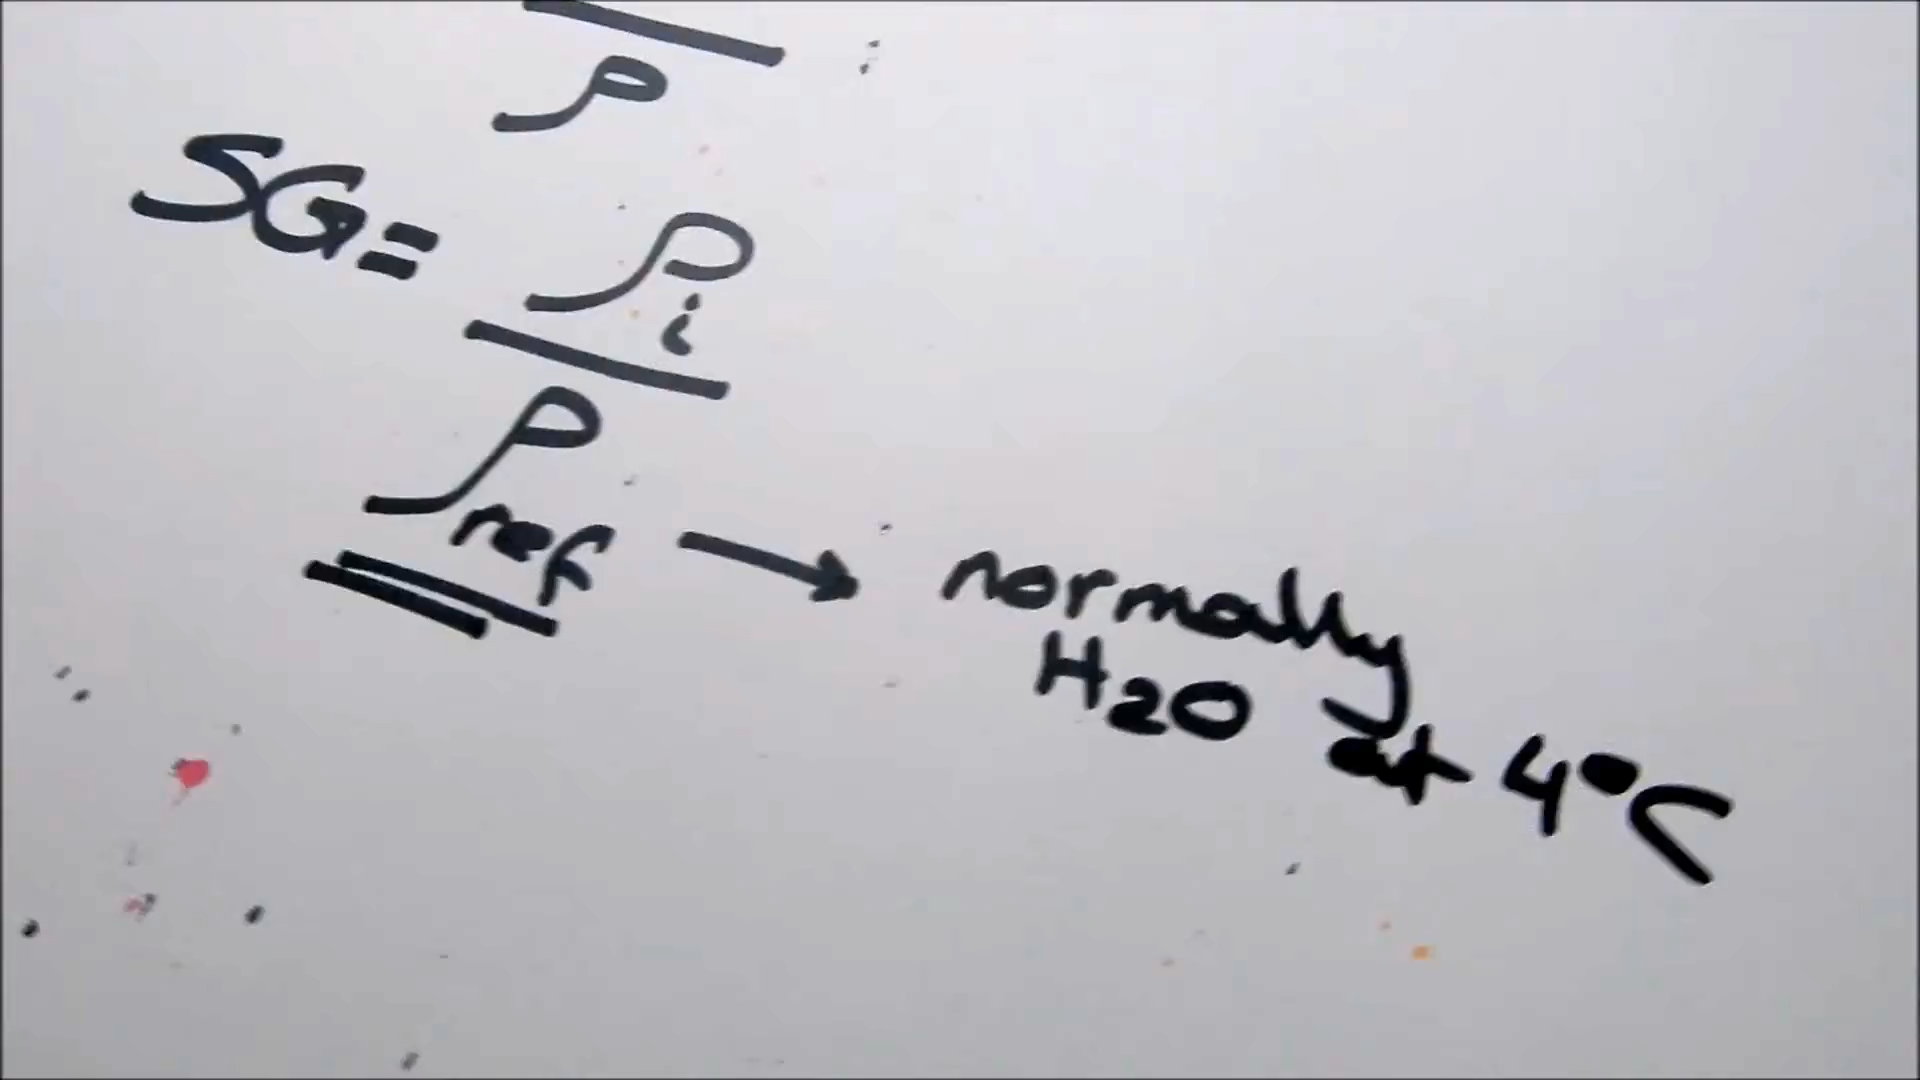 ρ
SG = ρi
ρref → normally
H2O at 4°C